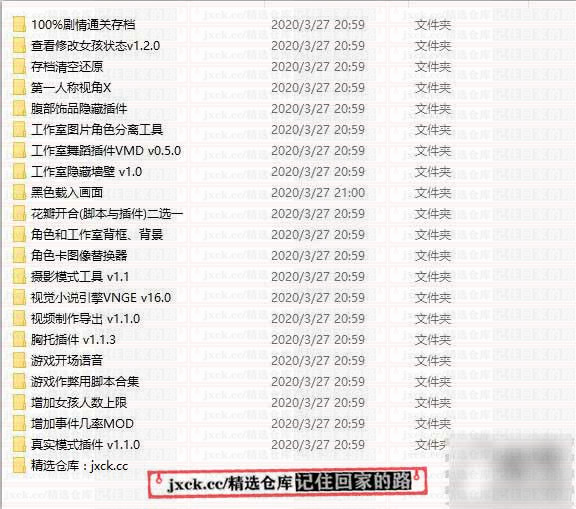 100%剧情通关存档 2020/3/27 20:59 文件夹
查看修改女孩状态v1.2.0 2020/3/27 20:59 文件夹
存档清空还原 2020/3/27 20:59 文件夹
第一人称视角X 2020/3/27 20:59 文件夹
腹部饰品隐藏插件 2020/3/27 20:59 文件夹
工作室图片角色分离工具 2020/3/27 20:59 文件夹
工作室舞蹈插件VMD v0.5.0 2020/3/27 20:59 文件夹
工作室隐藏墙壁 v1.0 2020/3/27 20:59 文件夹
黑色载入画面 2020/3/27 21:00 文件夹
花瓣开合(脚本与插件)二选一 2020/3/27 20:59 文件夹
角色和工作室背框、背景 2020/3/27 20:59 文件夹
角色卡图像替换器 2020/3/27 20:59 文件夹
摄影模式工具 v1.1 2020/3/27 20:59 文件夹
视觉小说引擎VNGE v16.0 2020/3/27 20:59 文件夹
视频制作导出 v1.1.0 2020/3/27 20:59 文件夹
胸托插件 v1.1.3 2020/3/27 20:59 文件夹
游戏开场语音 2020/3/27 20:59 文件夹
游戏作弊用脚本合集 2020/3/27 20:59 文件夹
增加女孩人数上限 2020/3/27 20:59 文件夹
增加事件几率MOD 2020/3/27 20:59 文件夹
真实模式插件 v1.1.0 2020/3/27 20:59 文件夹
精选仓库：jxck.cc
jxck.cc/精选仓库记住回家的路